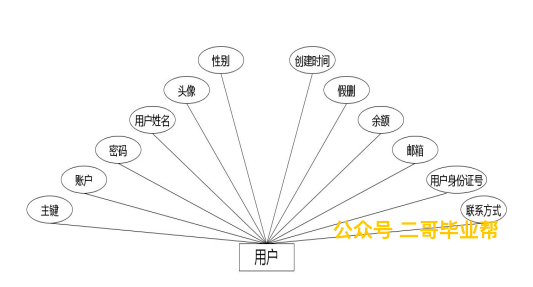 性别
创建时间
头像
假删
用户姓名
余额
密码
邮箱
账户
用户身份证号
主键
联系方式
公众号 二哥毕业帮
用户